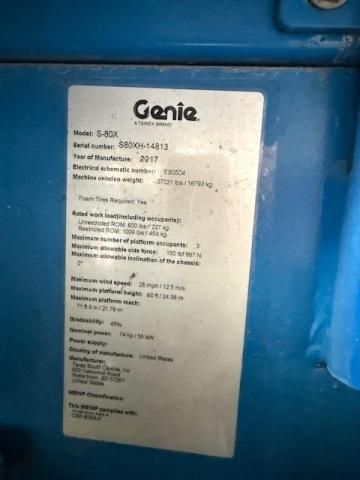 Genie
A TEREX BRAND
Model: S-80X
Serial number: S80XH-14813
Year of Manufacture: 2017
Electrical schematic number: ES0504
Machine unladen weight: 37021 lbs / 16793 kg
Foam Tires Required: Yes
Rated work load(including occupants):
Unrestricted ROM: 600 lbs / 227 kg
Restricted ROM: 1000 lbs / 454 kg
Maximum number of platform occupants: 3
Maximum allowable side force: 150 lbf 667 N
Maximum allowable inclination of the chassis:
0°
Maximum wind speed: 28 mph / 12.5 m/s
Maximum platform height: 80 ft / 24.38 m
Maximum platform reach:
71 ft 6 in / 21.79 m
Gradeability: 45%
Nominal power: 74 hp / 55 kW
Power supply:
Country of manufacture: United States
Manufacturer:
Terex South Dakota, Inc
500 Oakwood Road
Watertown, SD 57201
United States
MEWP Classification:
This MEWP complies with:
CSA B354.4